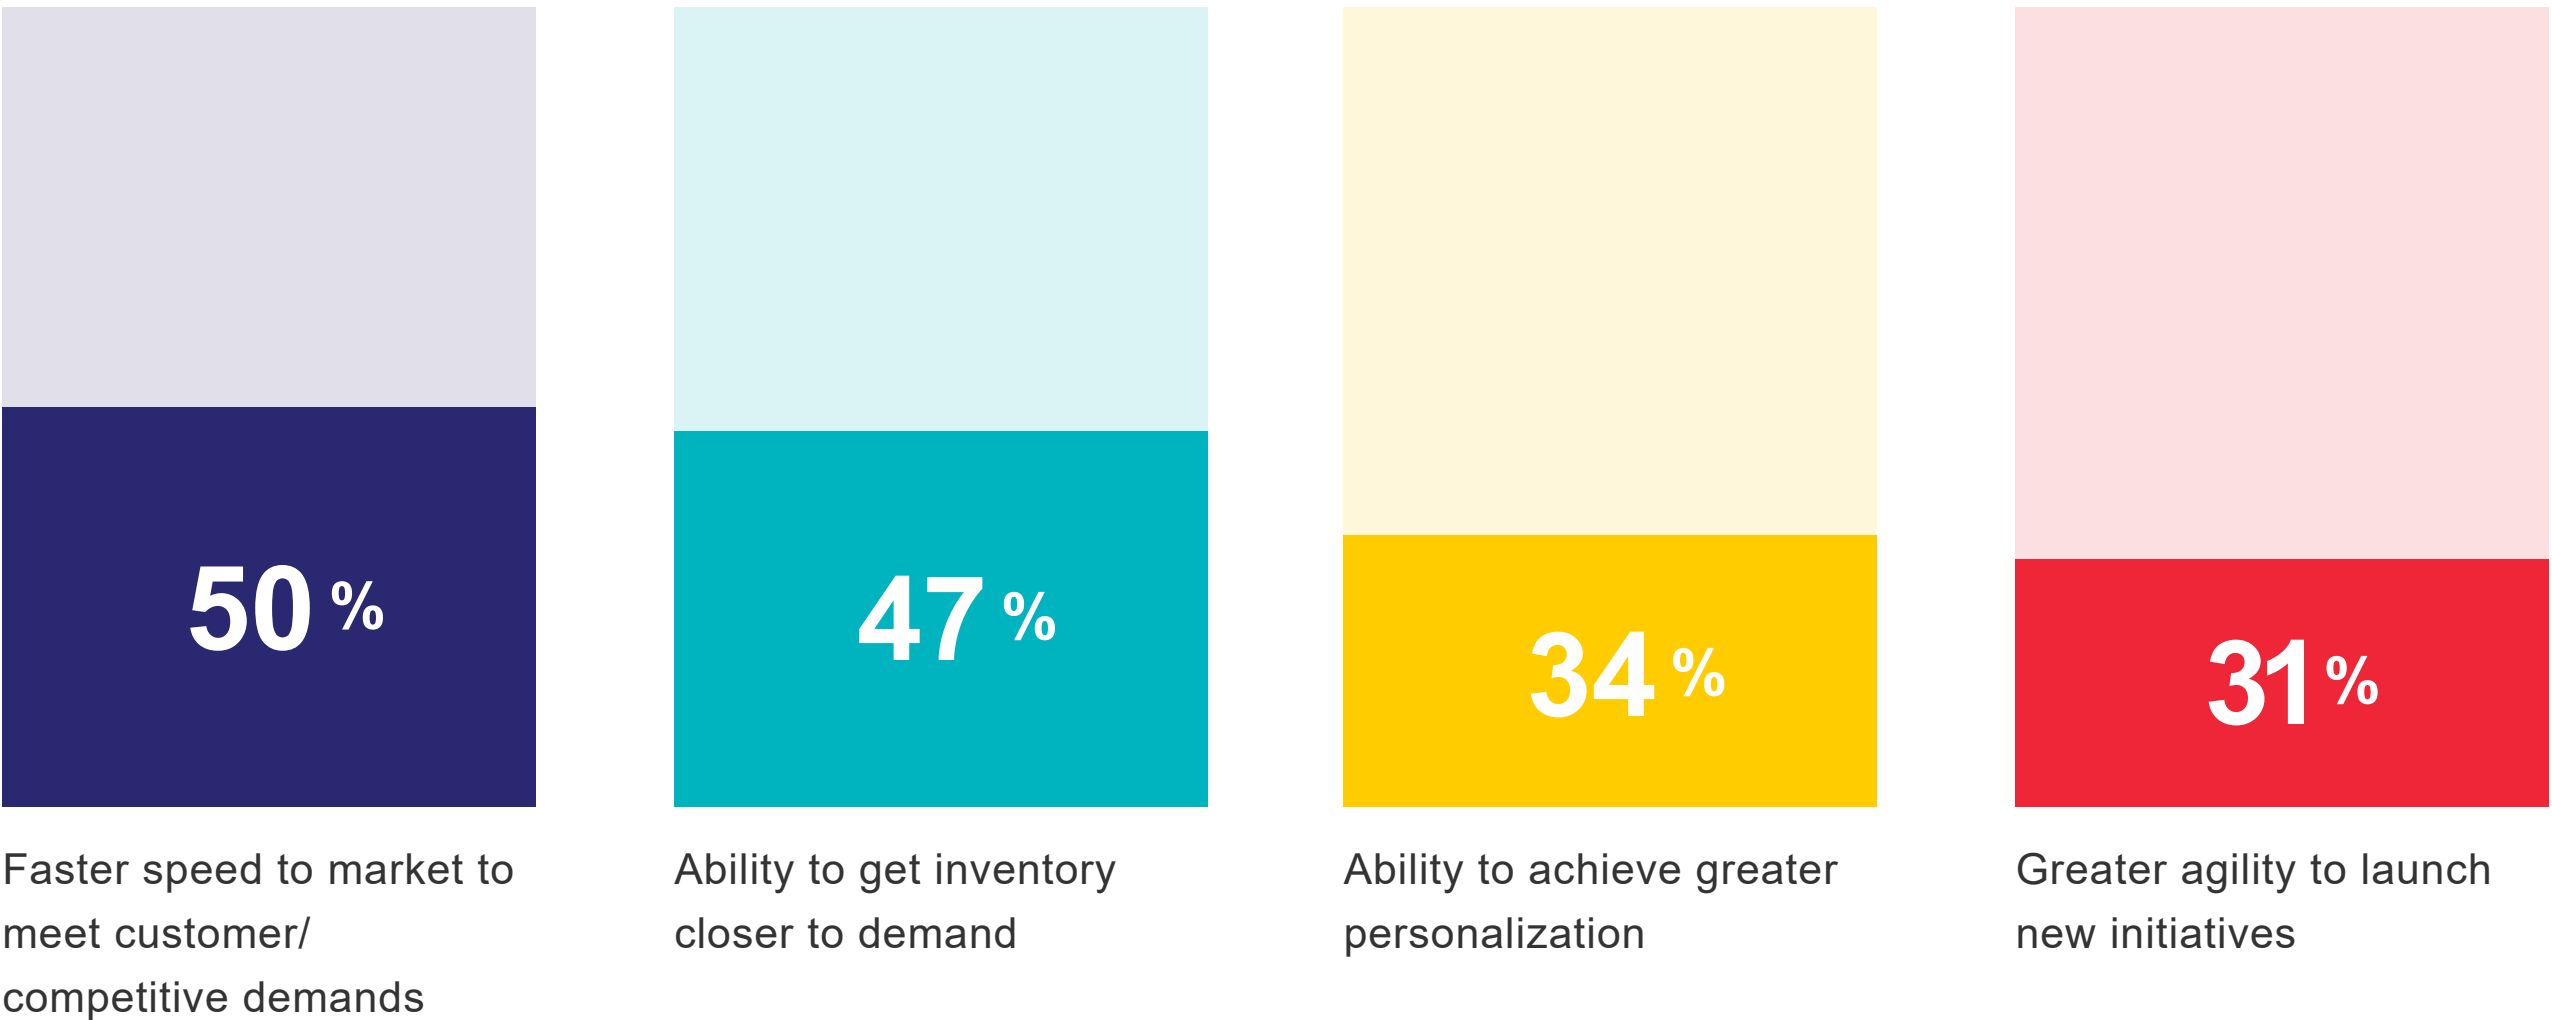 50 %
Faster speed to market to
meet customer/
competitive demands
47 %
Ability to get inventory
closer to demand
34 %
Ability to achieve greater
personalization
31 %
Greater agility to launch
new initiatives